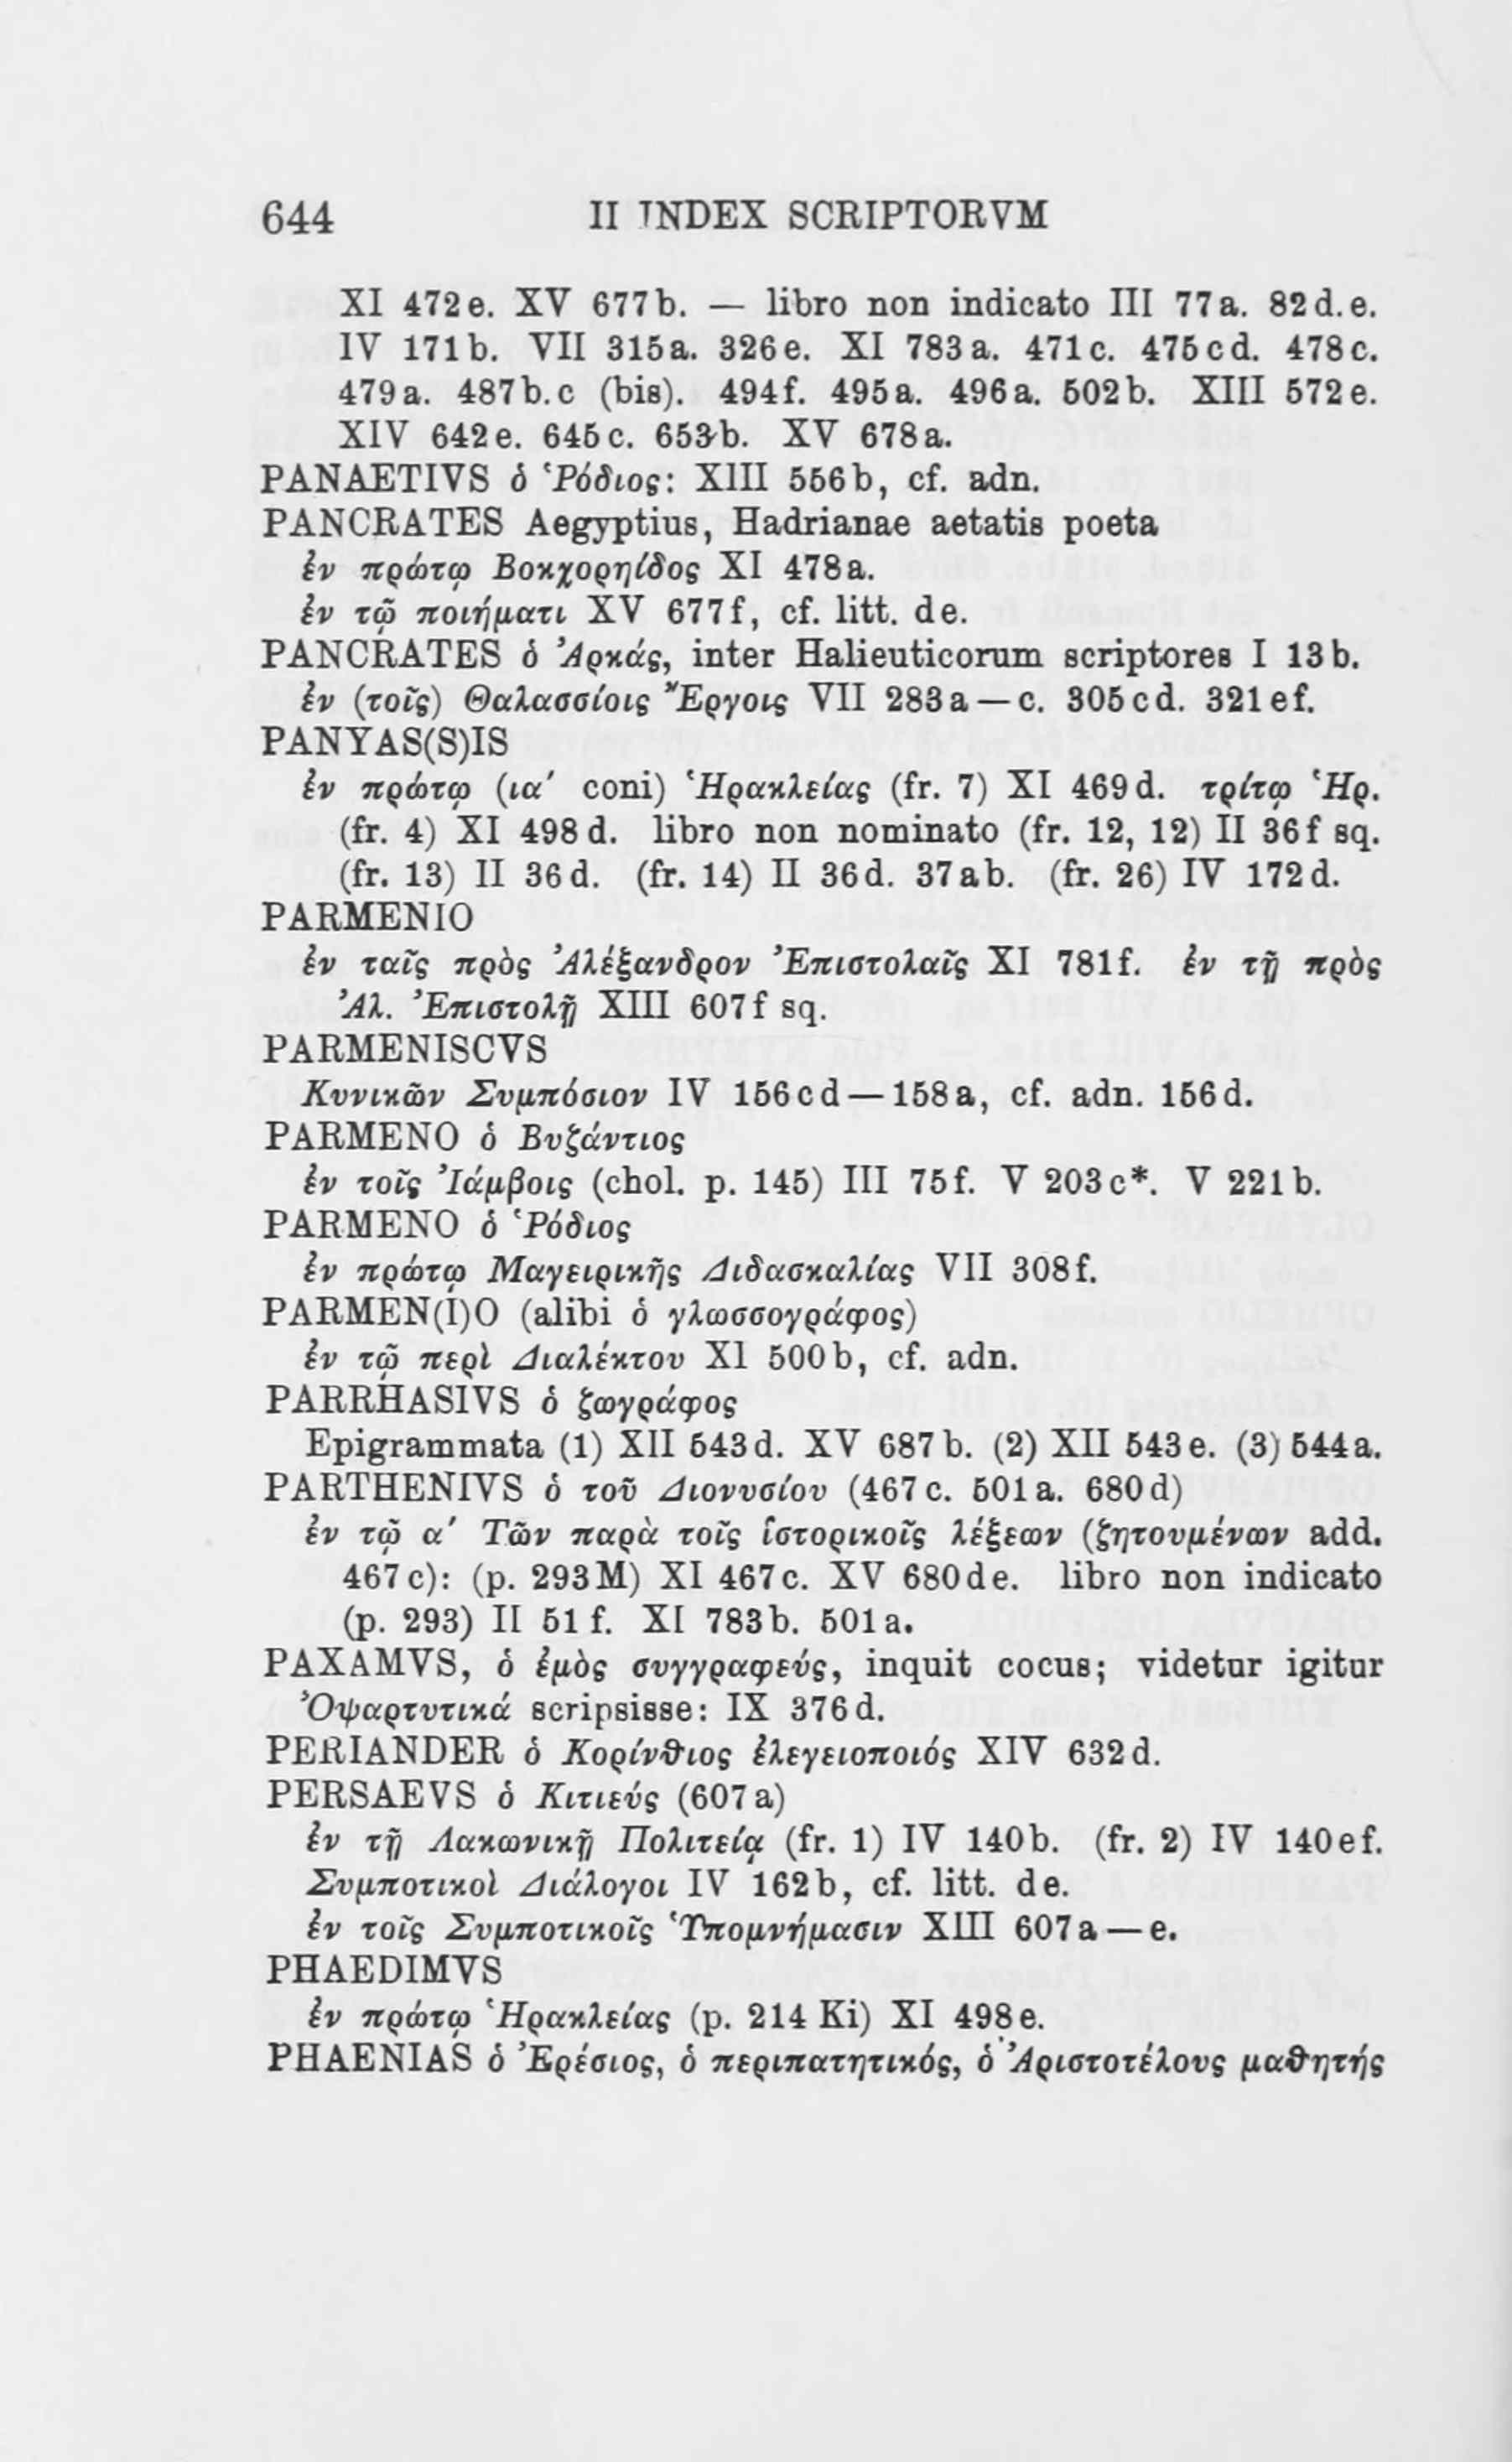 644 II INDEX SCRIPTORVM
XI 472e. XV 677b. — libro non indicato III 77a. 82d.e.
IV 171b. VII 315a. 326e. XI 783a. 471c. 475cd. 478c.
479a. 487b.c (bis). 494f. 495a. 496a. 502b. XIII 572e.
XIV 642e. 645c. 653b. XV 678a.
PANAETIVS ὁ Ῥόδιος: XIII 556b, cf. adn.
PANCRATES Aegyptius, Hadrianae aetatis poeta
ἐν πρώτῳ Βοκχορηίδος XI 478a.
ἐν τῷ ποιήματι XV 677f, cf. litt. de.
PANCRATES ὁ Ἀρκάς, inter Halieuticorum scriptores I 13b.
ἐν (τοῖς) Θαλασσίοις Ἔργοις VII 283a—c. 305cd. 321ef.
PANYAS(S)IS
ἐν πρώτῳ (ια′ coni) Ἡρακλείας (fr. 7) XI 469d. τρίτῳ Ἡρ.
(fr. 4) XI 498d. libro non nominato (fr. 12, 12) II 36f sq.
(fr. 13) II 36d. (fr. 14) II 36d. 37ab. (fr. 26) IV 172d.
PARMENIO
ἐν ταῖς πρὸς Ἀλέξανδρον Ἐπιστολαῖς XI 781f. ἐν τῇ πρὸς
Ἀλ. Ἐπιστολῇ XIII 607f sq.
PARMENISCVS
Κυνικῶν Συμπόσιον IV 156cd—158a, cf. adn. 156d.
PARMENO ὁ Βυζάντιος
ἐν τοῖς Ἰάμβοις (chol. p. 145) III 75f. V 203c*. V 221b.
PARMENO ὁ Ῥόδιος
ἐν πρώτῳ Μαγειρικῆς Διδασκαλίας VII 308f.
PARMEN(I)O (alibi ὁ γλωσσογράφος)
ἐν τῷ περὶ Διαλέκτου XI 500b, cf. adn.
PARRHASIVS ὁ ζωγράφος
Epigrammata (1) XII 543d. XV 687b. (2) XII 543e. (3) 544a.
PARTHENIVS ὁ τοῦ Διονυσίου (467c. 501a. 680d)
ἐν τῷ α′ Τῶν παρὰ τοῖς ἱστορικοῖς λέξεων (ζητουμένων add.
467c): (p. 293M) XI 467c. XV 680de. libro non indicato
(p. 293) II 51f. XI 783b. 501a.
PAXAMVS, ὁ ἐμὸς συγγραφεύς, inquit cocus; videtur igitur
Ὀψαρτυτικά scripsisse: IX 376d.
PERIANDER ὁ Κορίνθιος ἐλεγειοποιός XIV 632d.
PERSAEVS ὁ Κιτιεύς (607a)
ἐν τῇ Λακωνικῇ Πολιτείᾳ (fr. 1) IV 140b. (fr. 2) IV 140ef.
Συμποτικοὶ Διάλογοι IV 162b, cf. litt. de.
ἐν τοῖς Συμποτικοῖς Ὑπομνήμασιν XIII 607a—e.
PHAEDIMVS
ἐν πρώτῳ Ἡρακλείας (p. 214 Ki) XI 498e.
PHAENIAS ὁ Ἐρέσιος, ὁ περιπατητικός, ὁ Ἀριστοτέλους μαθητής